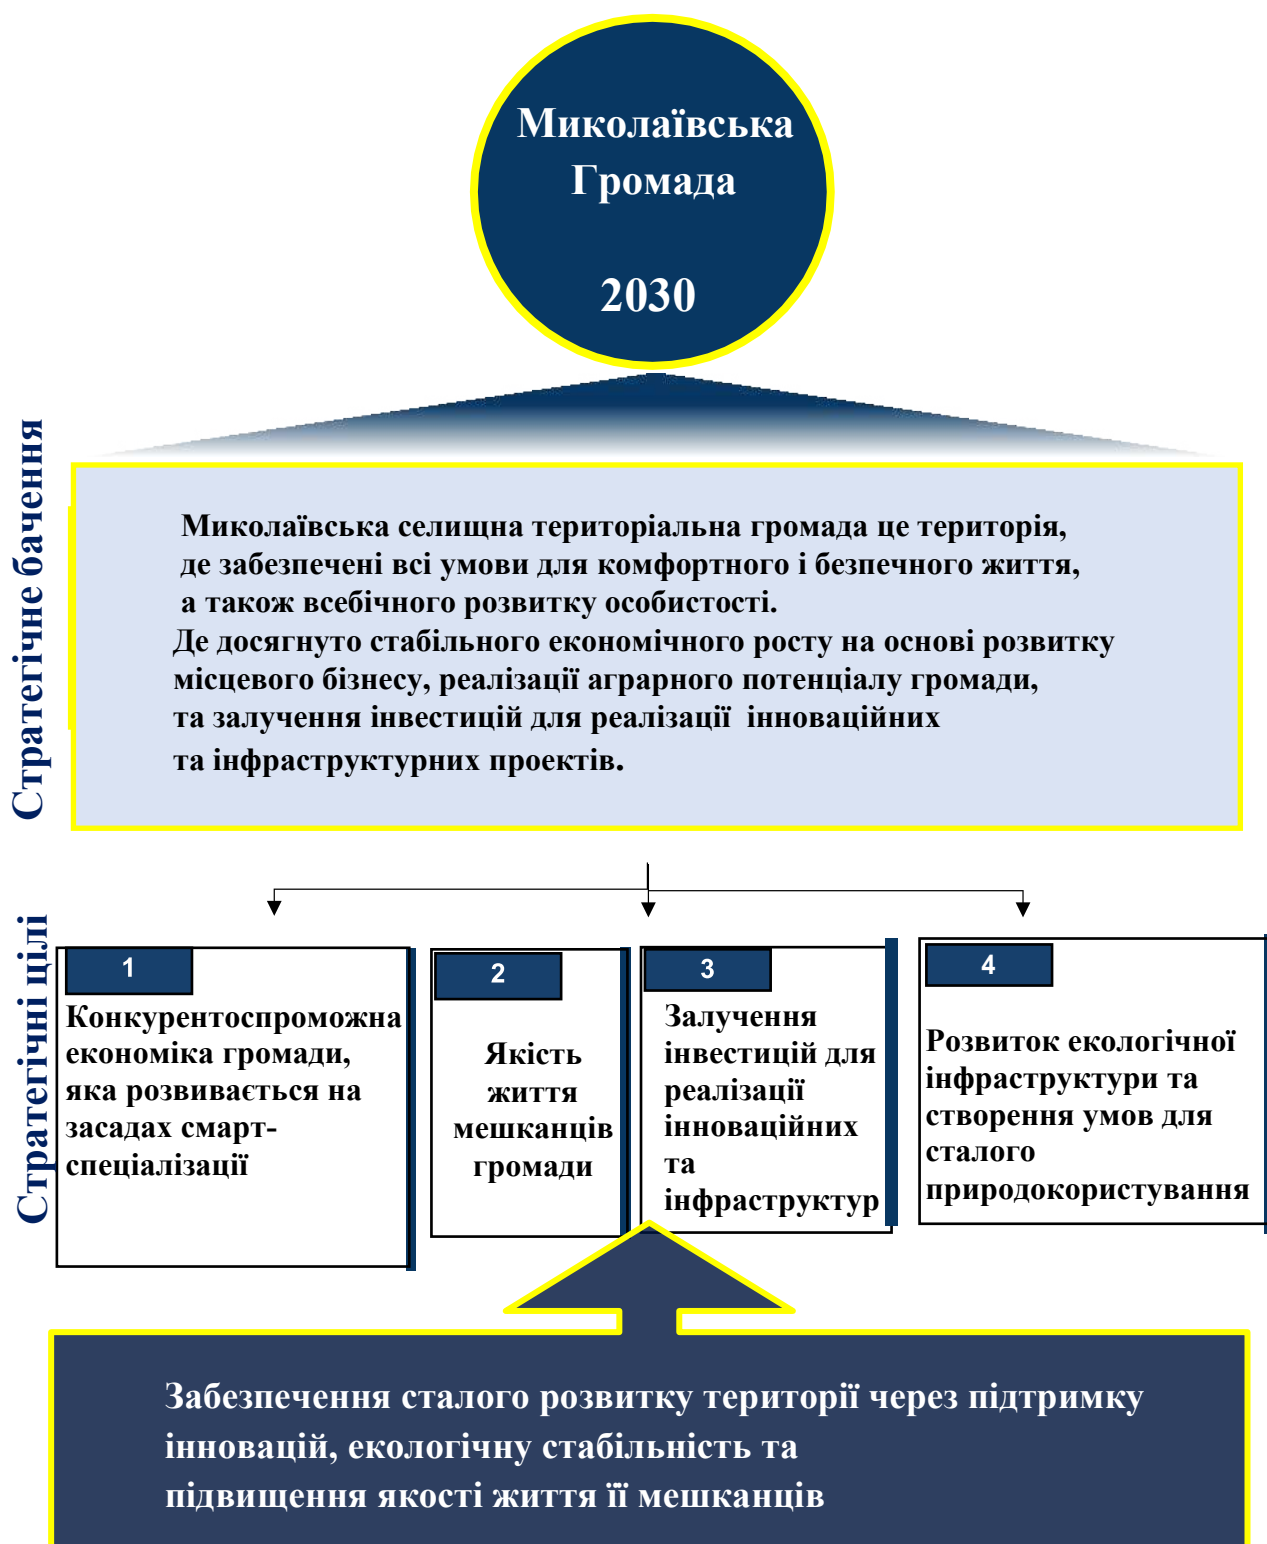 Миколаївська
Громада
2030
Стратегічне бачення
Миколаївська селищна територіальна громада це територія,
де забезпечені всі умови для комфортного і безпечного життя,
а також всебічного розвитку особистості.
Де досягнуто стабільного економічного росту на основі розвитку
місцевого бізнесу, реалізації аграрного потенціалу громади,
та залучення інвестицій для реалізації інноваційних
та інфраструктурних проектів.
Стратегічні цілі
1
Конкурентоспроможна
економіка громади,
яка розвивається на
засадах смарт-
спеціалізації
2
Якість
життя
мешканців
громади
3
Залучення
інвестицій для
реалізації
інноваційних
та
інфраструктур
4
Розвиток екологічної
інфраструктури та
створення умов для
сталого
природокористування
Забезпечення сталого розвитку території через підтримку
інновацій, екологічну стабільність та
підвищення якості життя її мешканців